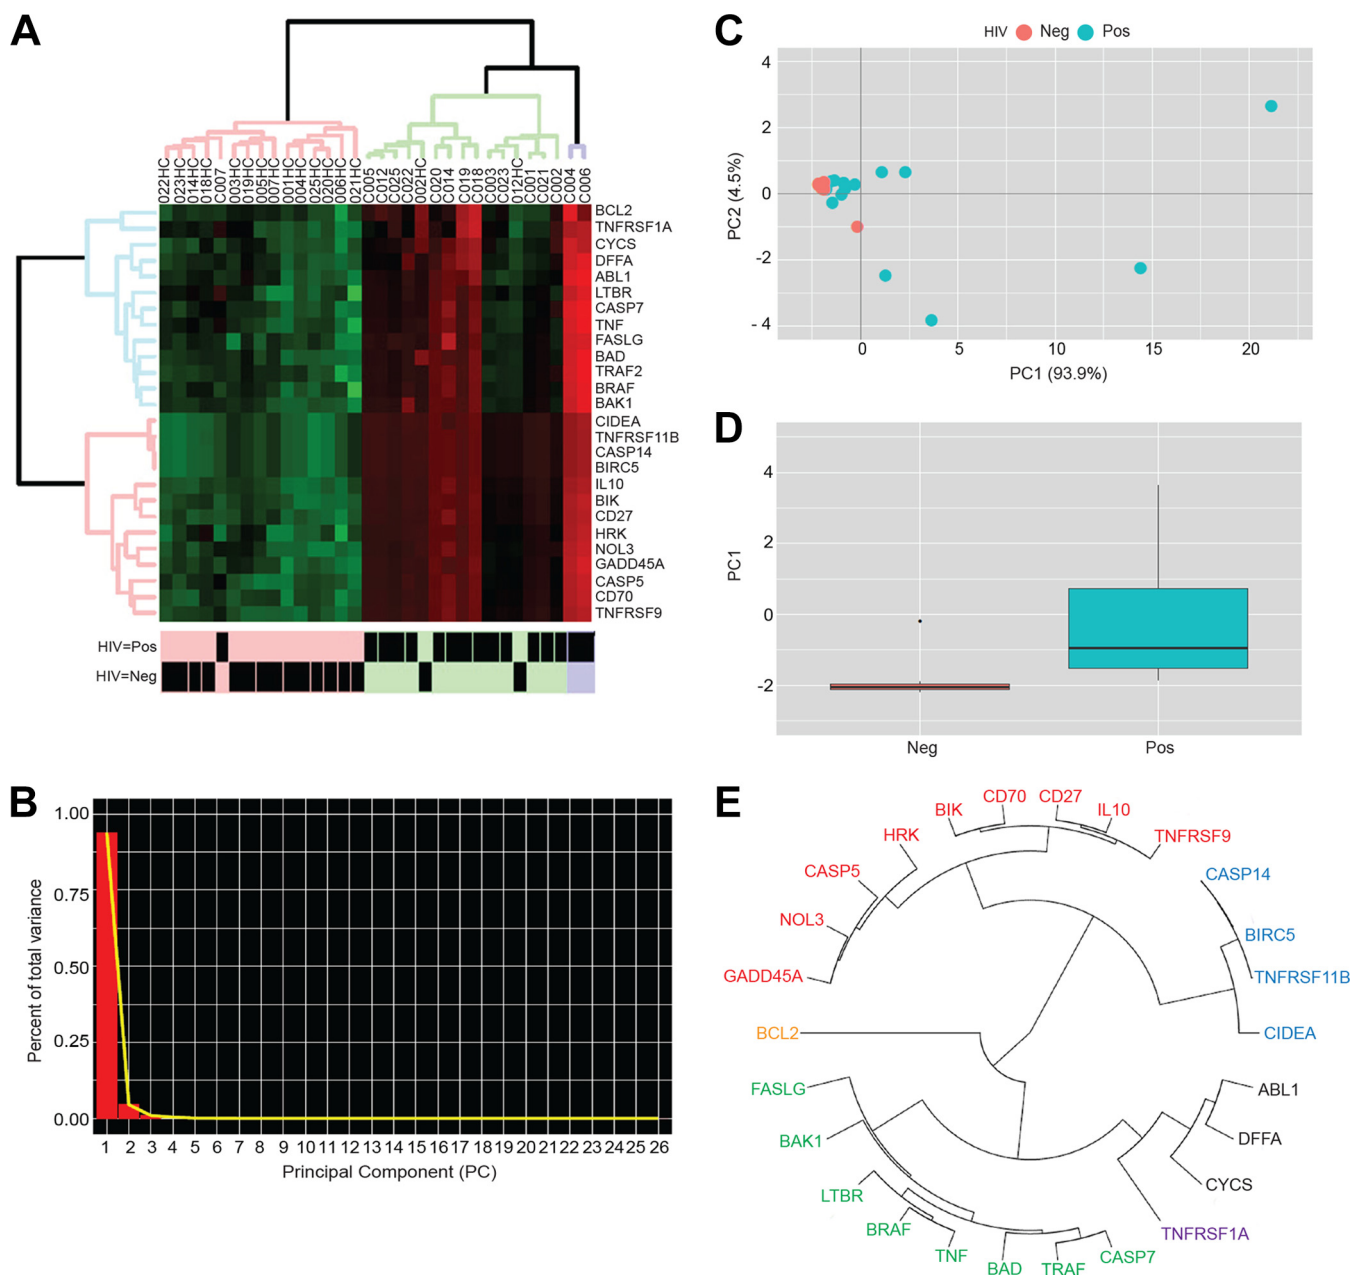 A
022HC
023HC
014HC
018HC
C007
003HC
019HC
005HC
007HC
001HC
004HC
025HC
020HC
006HC
021HC
C005
C012
C025
C022
002HC
C020
C014
C019
C018
C003
C023
012HC
C001
C021
C002
C004
C006
BCL2
TNFRSF1A
CYCS
DFFA
ABL1
LTBR
CASP7
TNF
FASLG
BAD
TRAF2
BRAF
BAK1
CIDEA
TNFRSF11B
CASP14
BIRC5
IL10
BIK
CD27
HRK
NOL3
GADD45A
CASP5
CD70
TNFRSF9
HIV=Pos
HIV=Neg
B
Percent of total variance
1.00
0.75
0.50
0.25
0.00
1 2 3 4 5 6 7 8 9 10 11 12 13 14 15 16 17 18 19 20 21 22 23 24 25 26
Principal Component (PC)
C
HIV Neg Pos
PC2 (4.5%)
4
2
0
-2
- 4
0 5 10 15 20
PC1 (93.9%)
D
PC1
4
2
0
-2
Neg Pos
E
BIK
CD70
CD27
IL10
HRK
TNFRSF9
CASP5
CASP14
NOL3
BIRC5
GADD45A
TNFRSF11B
BCL2
CIDEA
FASLG
ABL1
BAK1
DFFA
LTBR
CYCS
BRAF
TNFRSF1A
TNF
BAD
TRAF
CASP7